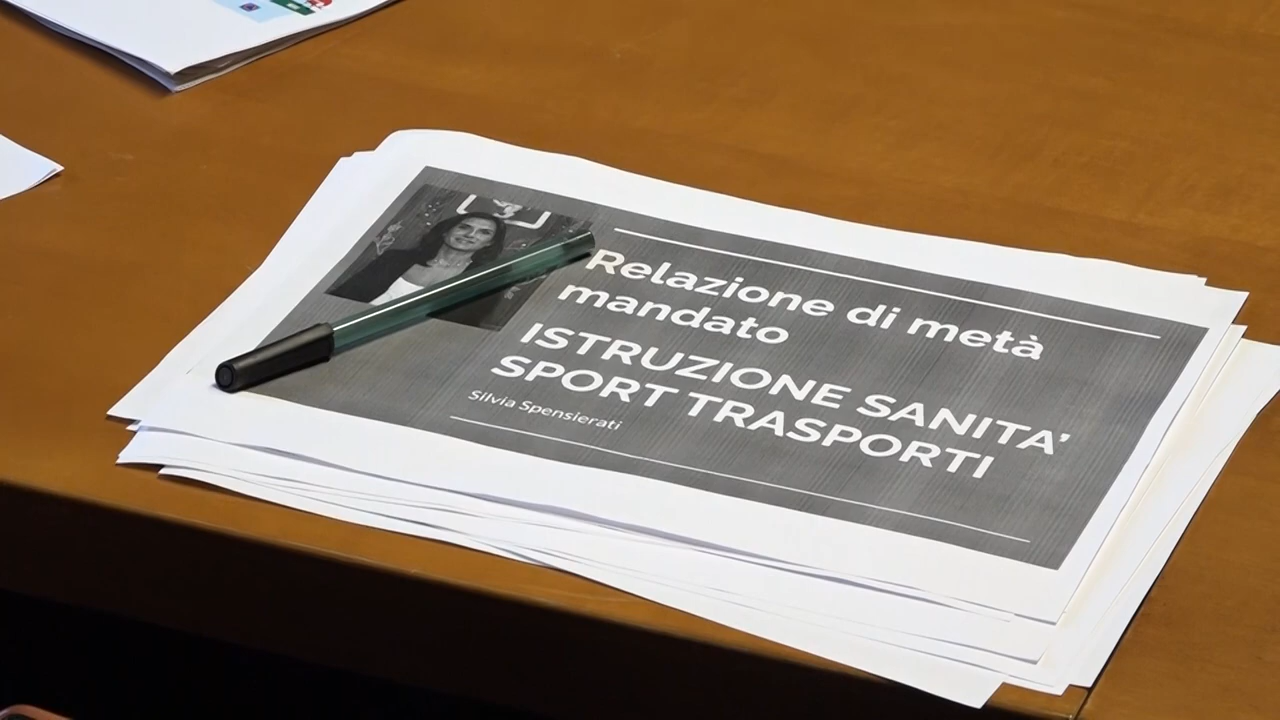 Relazione di metà
mandato
ISTRUZIONE SANITA'
SPORT TRASPORTI
Silvia Spensierati